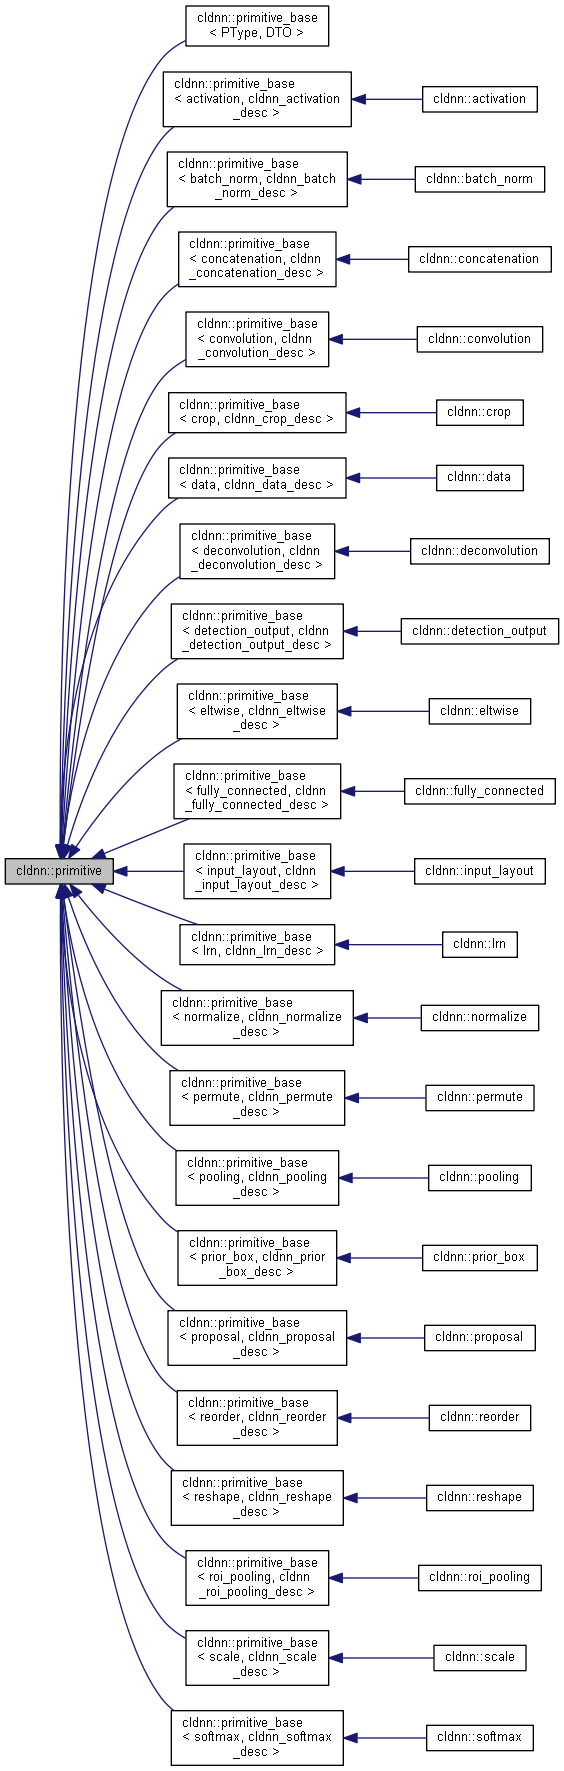 cldnn::primitive_base
< PType, DTO >
cldnn::primitive_base
< activation, cldnn_activation
_desc >
cldnn::activation
cldnn::primitive_base
< batch_norm, cldnn_batch
_norm_desc >
cldnn::batch_norm
cldnn::primitive_base
< concatenation, cldnn
_concatenation_desc >
cldnn::concatenation
cldnn::primitive_base
< convolution, cldnn
_convolution_desc >
cldnn::convolution
cldnn::primitive_base
< crop, cldnn_crop_desc >
cldnn::crop
cldnn::primitive_base
< data, cldnn_data_desc >
cldnn::data
cldnn::primitive_base
< deconvolution, cldnn
_deconvolution_desc >
cldnn::deconvolution
cldnn::primitive_base
< detection_output, cldnn
_detection_output_desc >
cldnn::detection_output
cldnn::primitive_base
< eltwise, cldnn_eltwise
_desc >
cldnn::eltwise
cldnn::primitive_base
< fully_connected, cldnn
_fully_connected_desc >
cldnn::fully_connected
cldnn::primitive
cldnn::primitive_base
< input_layout, cldnn
_input_layout_desc >
cldnn::input_layout
cldnn::primitive_base
< lrn, cldnn_lrn_desc >
cldnn::lrn
cldnn::primitive_base
< normalize, cldnn_normalize
_desc >
cldnn::normalize
cldnn::primitive_base
< permute, cldnn_permute
_desc >
cldnn::permute
cldnn::primitive_base
< pooling, cldnn_pooling
_desc >
cldnn::pooling
cldnn::primitive_base
< prior_box, cldnn_prior
_box_desc >
cldnn::prior_box
cldnn::primitive_base
< proposal, cldnn_proposal
_desc >
cldnn::proposal
cldnn::primitive_base
< reorder, cldnn_reorder
_desc >
cldnn::reorder
cldnn::primitive_base
< reshape, cldnn_reshape
_desc >
cldnn::reshape
cldnn::primitive_base
< roi_pooling, cldnn
_roi_pooling_desc >
cldnn::roi_pooling
cldnn::primitive_base
< scale, cldnn_scale
_desc >
cldnn::scale
cldnn::primitive_base
< softmax, cldnn_softmax
_desc >
cldnn::softmax